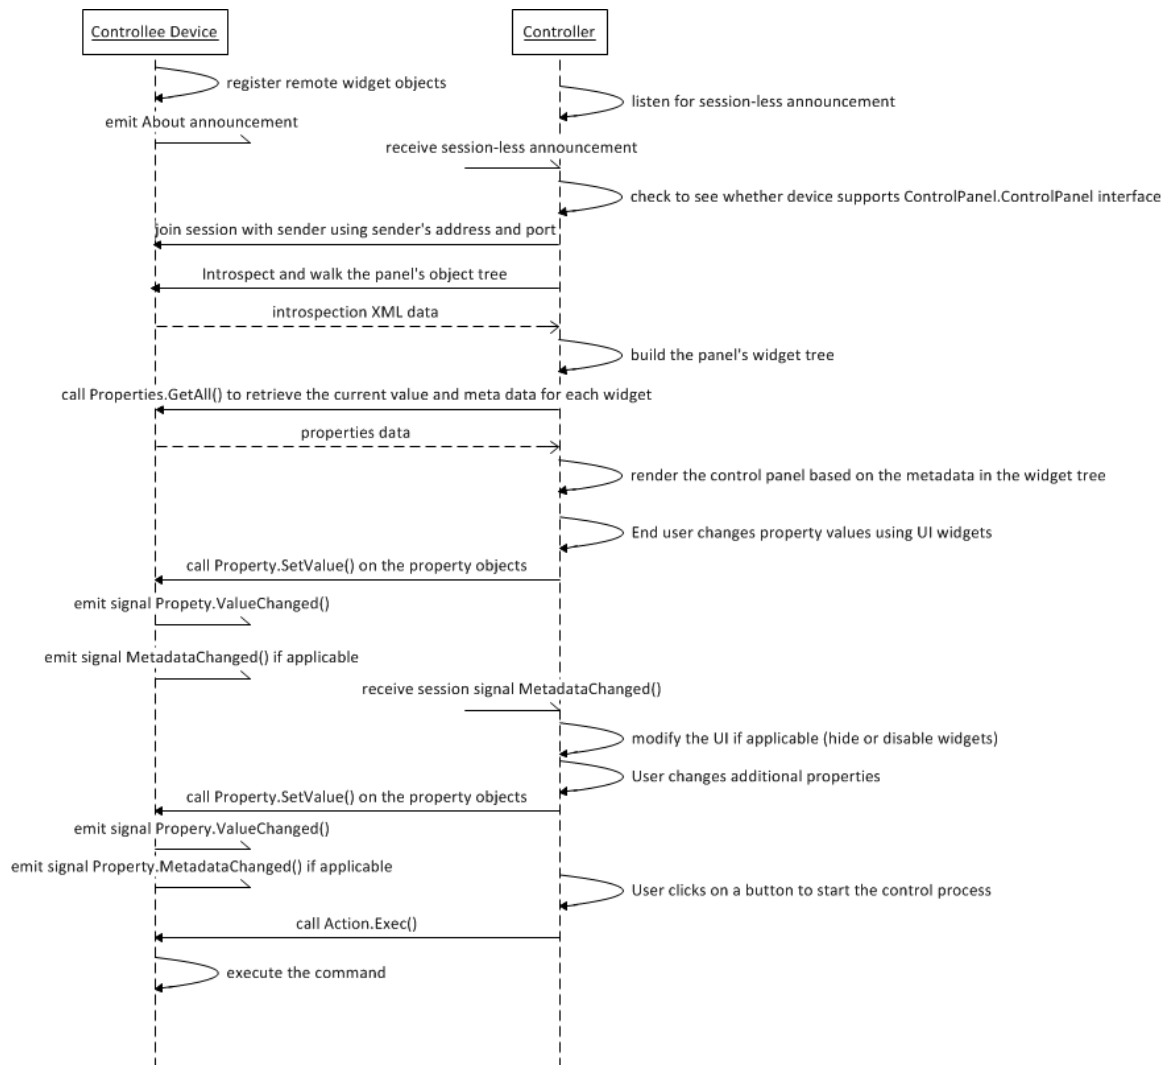 Controllee Device
Controller
register remote widget objects
listen for session-less announcement
emit About announcement
receive session-less announcement
check to see whether device supports ControlPanel.ControlPanel interface
join session with sender using sender's address and port
Introspect and walk the panel's object tree
introspection XML data
build the panel's widget tree
call Properties.GetAll() to retrieve the current value and meta data for each widget
properties data
render the control panel based on the metadata in the widget tree
End user changes property values using UI widgets
call Property.SetValue() on the property objects
emit signal Propety.ValueChanged()
emit signal MetadataChanged() if applicable
receive session signal MetadataChanged()
modify the UI if applicable (hide or disable widgets)
User changes additional properties
call Property.SetValue() on the property objects
emit signal Propery.ValueChanged()
emit signal Property.MetadataChanged() if applicable
User clicks on a button to start the control process
call Action.Exec()
execute the command